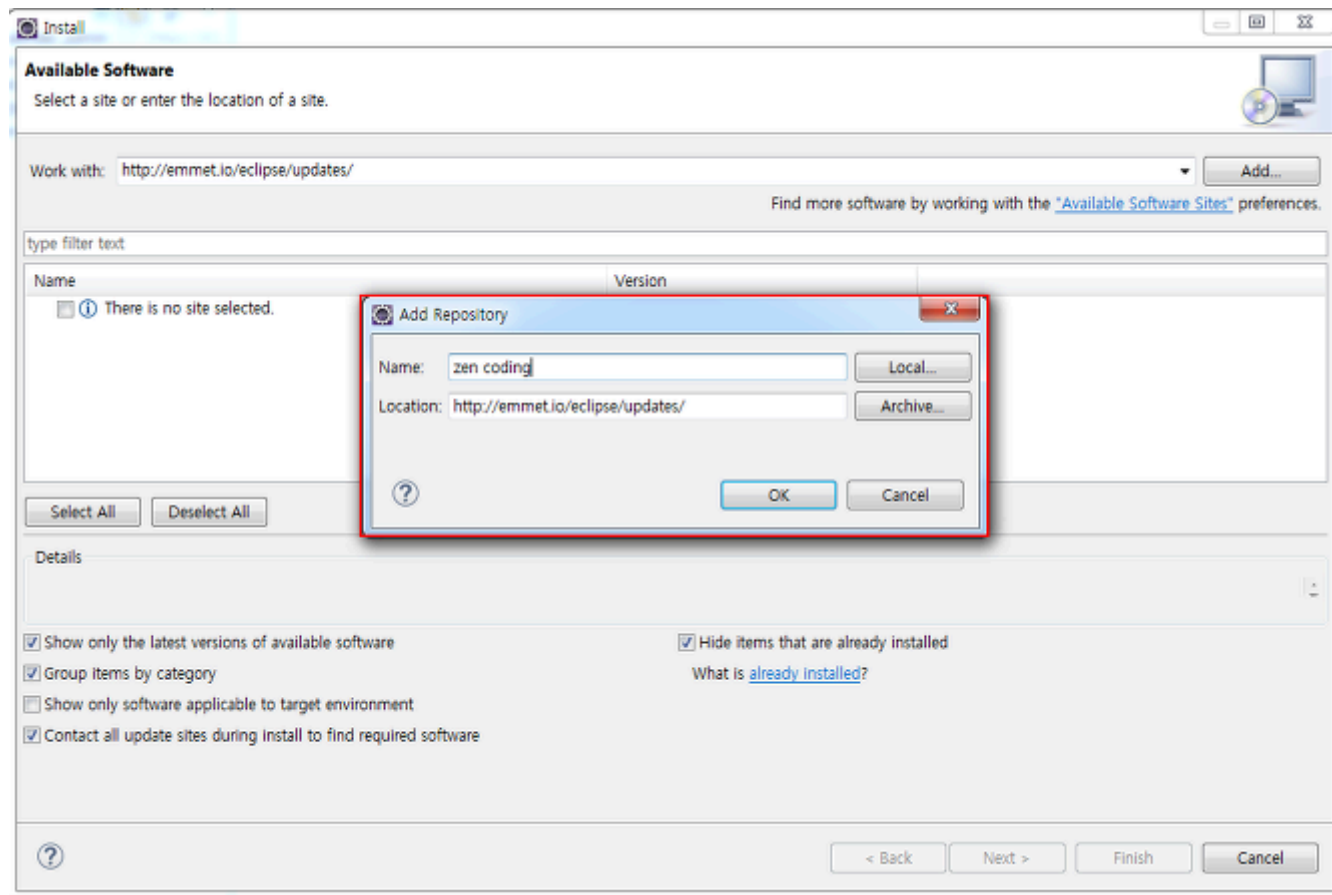 Install
Available Software
Select a site or enter the location of a site.
Work with: http://emmet.io/eclipse/updates/ Add...
Find more software by working with the "Available Software Sites" preferences.
type filter text
Name Version
There is no site selected.
Add Repository
Name: zen coding Local...
Location: http://emmet.io/eclipse/updates/ Archive...
OK Cancel
Select All Deselect All
Details
Show only the latest versions of available software Hide items that are already installed
Group items by category What is already installed?
Show only software applicable to target environment
Contact all update sites during install to find required software
< Back Next > Finish Cancel